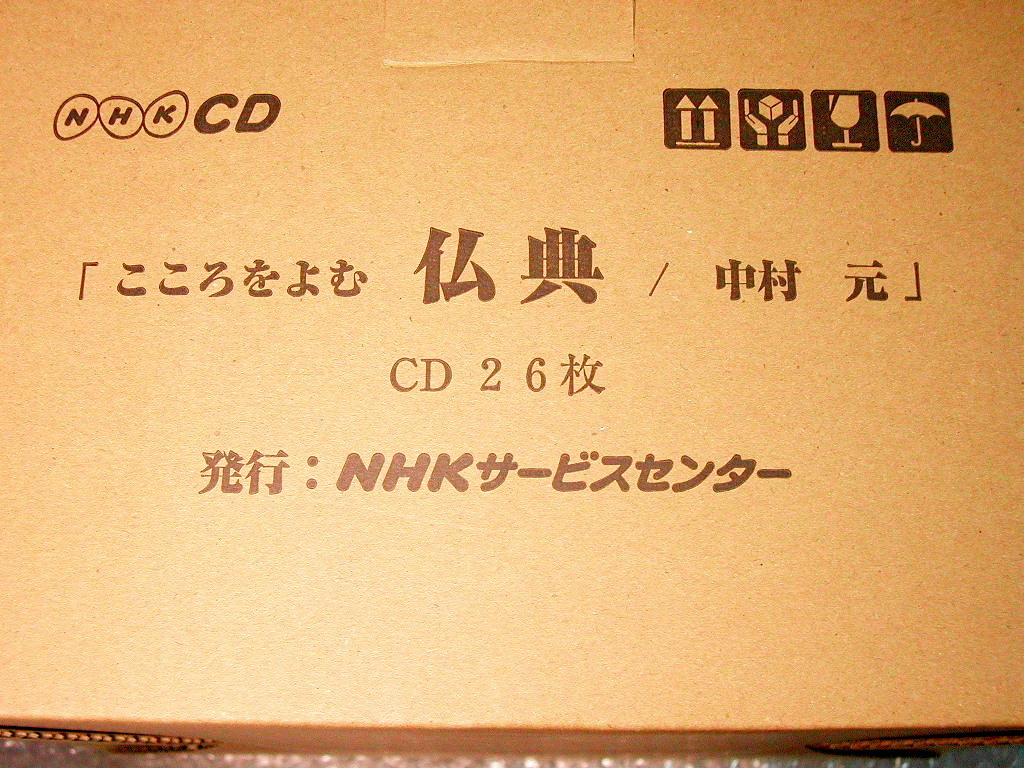 NHK CD
「こころをよむ 仏典 / 中村 元」
CD 26枚
発行：NHKサービスセンター